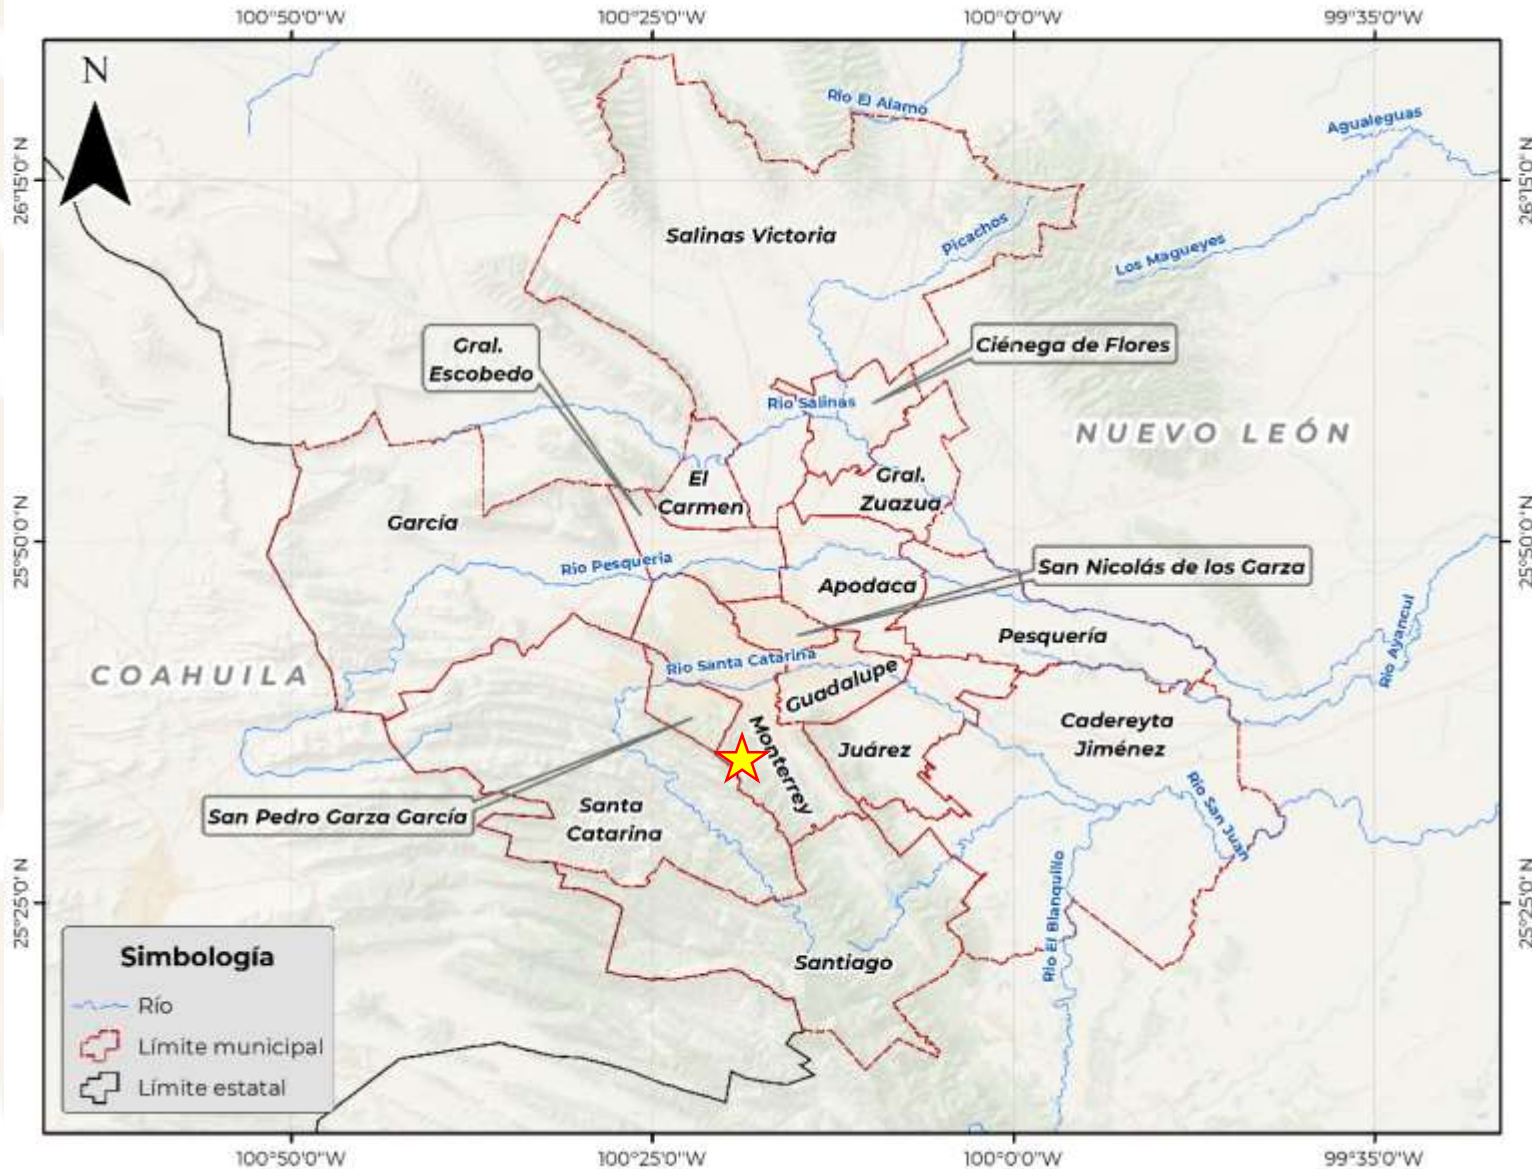 100°50'0"W
100°25'0"W
100°0'0"W
99°35'0"W
N
26°15'0"N
26°15'0"N
Río El Álamo
Agualeguas
Salinas Victoria
Picachos
Los Magueyes
Gral.
Escobedo
Ciénega de Flores
Río Salinas
NUEVO LEÓN
El
Carmen
Gral.
Zuazua
García
25°50'0"N
25°50'0"N
Río Pesquería
Apodaca
San Nicolás de los Garza
Pesquería
Río Ayancul
COAHUILA
Río Santa Catarina
Guadalupe
Monterrey
Juárez
Cadereyta
Jiménez
San Pedro Garza García
Santa
Catarina
Río San Juan
Río El Blanquillo
25°25'0"N
25°25'0"N
Santiago
Simbología
Río
Límite municipal
Límite estatal
100°50'0"W
100°25'0"W
100°0'0"W
99°35'0"W